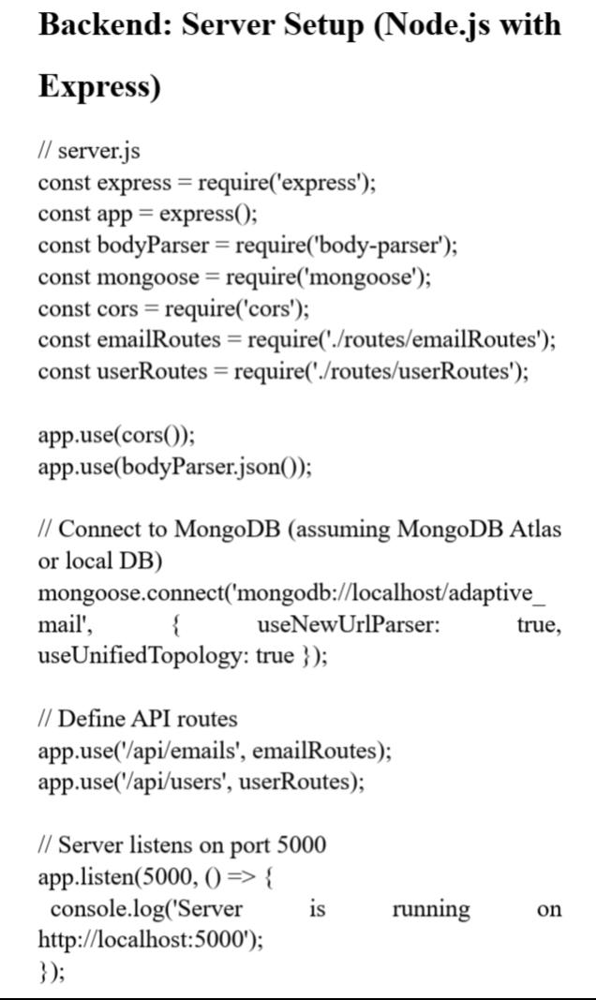 Backend: Server Setup (Node.js with
Express)
// server.js
const express = require('express');
const app = express();
const bodyParser = require('body-parser');
const mongoose = require('mongoose');
const cors = require('cors');
const emailRoutes = require('./routes/emailRoutes');
const userRoutes = require('./routes/userRoutes');
app.use(cors());
app.use(bodyParser.json());
// Connect to MongoDB (assuming MongoDB Atlas
or local DB)
mongoose.connect('mongodb://localhost/adaptive_
mail', { useNewUrlParser: true,
useUnifiedTopology: true });
// Define API routes
app.use('/api/emails', emailRoutes);
app.use('/api/users', userRoutes);
// Server listens on port 5000
app.listen(5000, () => {
console.log('Server is running on
http://localhost:5000');
});